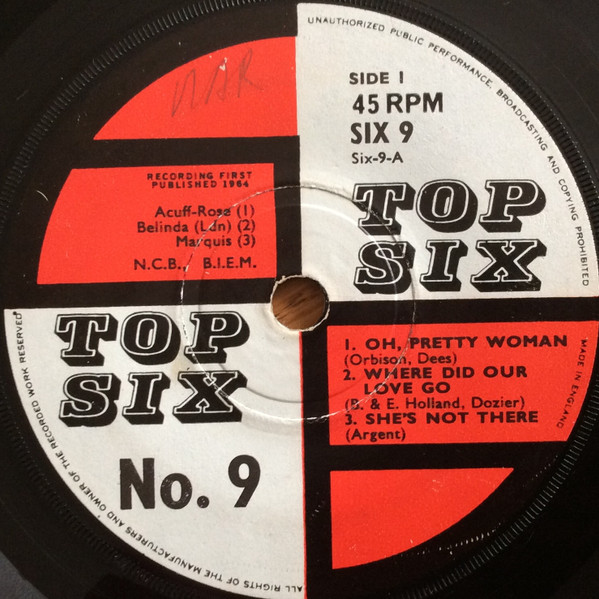 UNAUTHORIZED PUBLIC PERFORMANCE, BROADCASTING AND COPYING PROHIBITED
SIDE 1
45 RPM
SIX 9
Six-9-A
RECORDING FIRST
PUBLISHED 1964
Acuff-Rose (1)
Belinda (Ldn) (2)
Marquis (3)
N.C.B., B.I.E.M.
TOP
SIX
TOP
SIX
No. 9
1. OH, PRETTY WOMAN
(Orbison, Dees)
2. WHERE DID OUR
LOVE GO
(B. & E. Holland, Dozier)
3. SHE'S NOT THERE
(Argent)
MADE IN ENGLAND
ALL RIGHTS OF THE MANUFACTURERS AND OWNER OF THE RECORDED WORK RESERVED